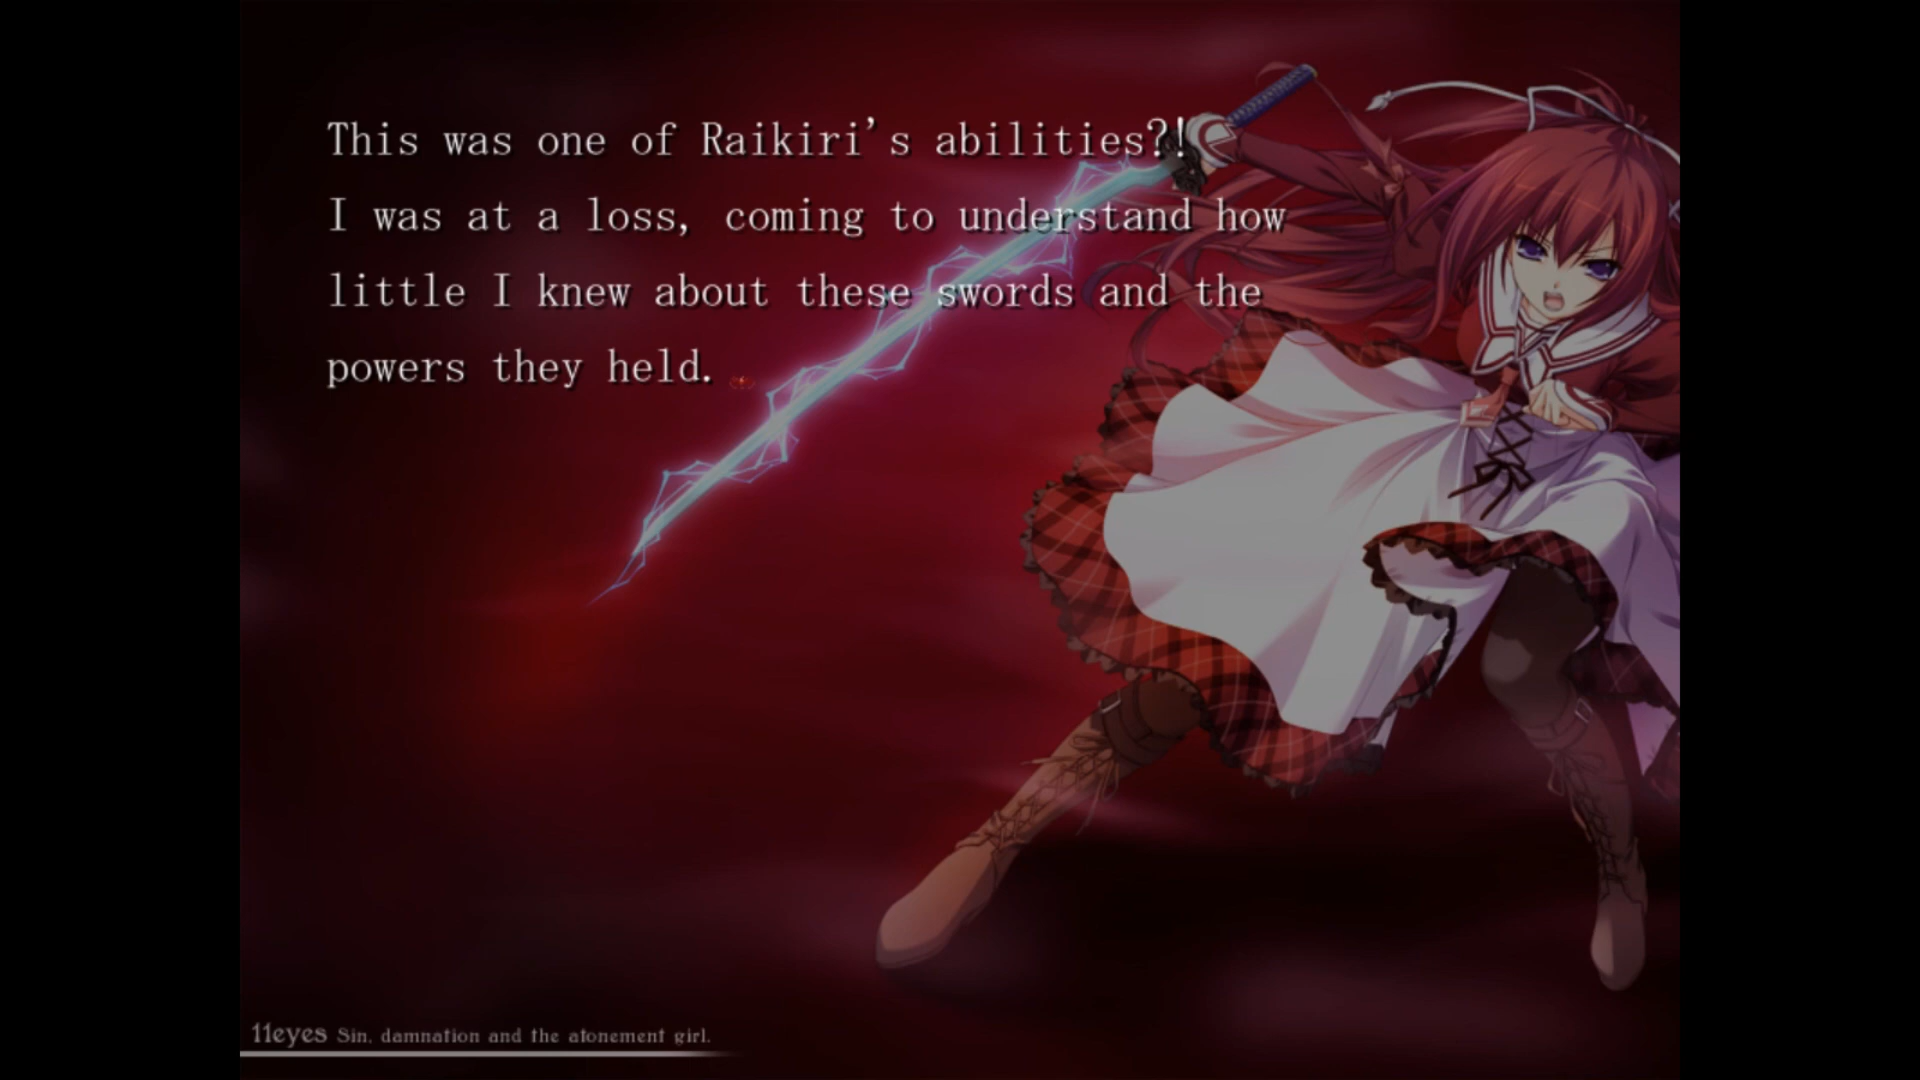 This was one of Raikiri's abilities?!
I was at a loss, coming to understand how
little I knew about these swords and the
powers they held.
11eyes Sin, damnation and the atonement girl.